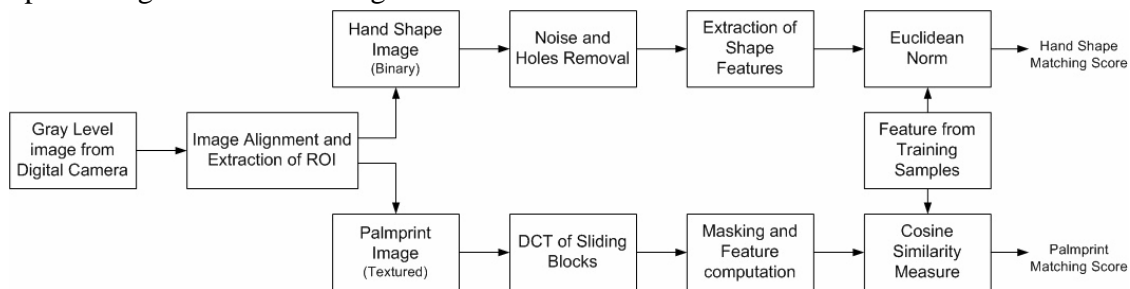 Hand Shape
Image
(Binary)
Noise and
Holes Removal
Extraction of
Shape
Features
Euclidean
Norm
Hand Shape
Matching Score
Gray Level
image from
Digital Camera
Image Alignment and
Extraction of ROI
Feature from
Training
Samples
Palmprint
Image
(Textured)
DCT of Sliding
Blocks
Masking and
Feature
computation
Cosine
Similarity
Measure
Palmprint
Matching Score